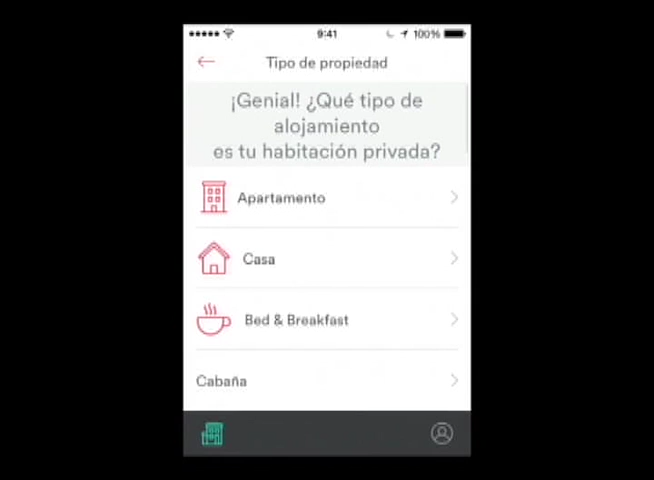 9:41
100%
Tipo de propiedad
¡Genial! ¿Qué tipo de
alojamiento
es tu habitación privada?
Apartamento
Casa
Bed & Breakfast
Cabaña